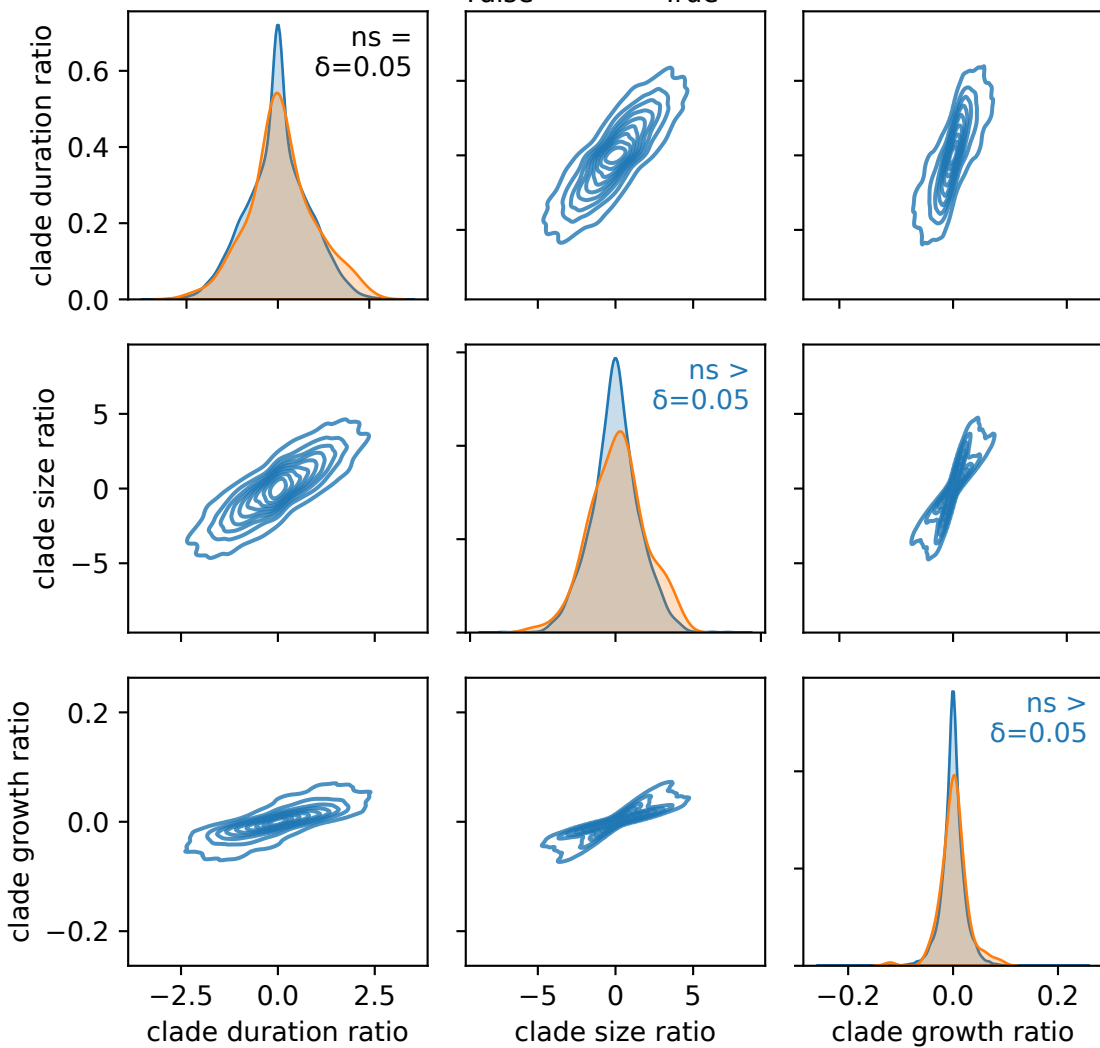 clade duration ratio
0.6
0.4
0.2
0.0
ns =
δ=0.05
clade size ratio
5
0
−5
ns >
δ=0.05
clade growth ratio
0.2
0.0
−0.2
ns >
δ=0.05
−2.5 0.0 2.5
−5 0 5
−0.2 0.0 0.2
clade duration ratio
clade size ratio
clade growth ratio